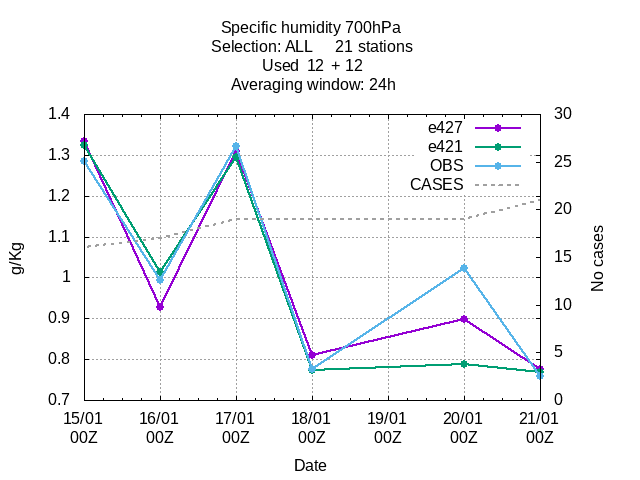 Specific humidity 700hPa
Selection: ALL     21 stations
Used  12  + 12
Averaging window: 24h
1.4
1.3
1.2
1.1
1
0.9
0.8
0.7
30
25
20
15
10
5
0
e427
e421
OBS
CASES
g/Kg
No cases
15/01 16/01 17/01 18/01 19/01 20/01 21/01
00Z 00Z 00Z 00Z 00Z 00Z 00Z
Date